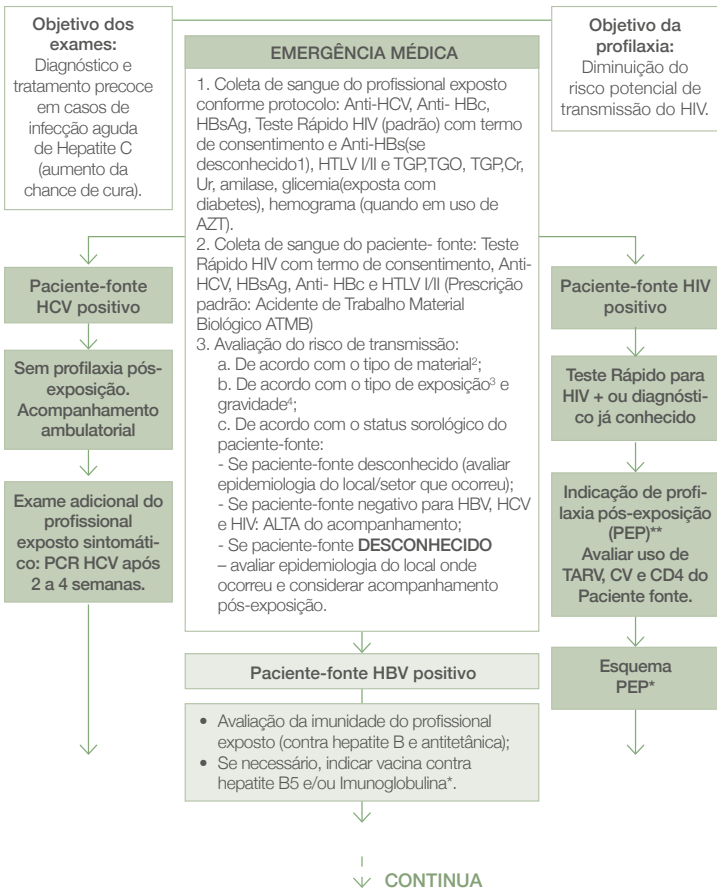 Objetivo dos
exames:
Diagnóstico e
tratamento precoce
em casos de
infecção aguda
de Hepatite C
(aumento da
chance de cura).
EMERGÊNCIA MÉDICA
1. Coleta de sangue do profissional exposto
conforme protocolo: Anti-HCV, Anti- HBc,
HBsAg, Teste Rápido HIV (padrão) com termo
de consentimento e Anti-HBs(se
desconhecido1), HTLV I/II e TGP,TGO, TGP,Cr,
Ur, amilase, glicemia(exposta com
diabetes), hemograma (quando em uso de
AZT).
2. Coleta de sangue do paciente- fonte: Teste
Rápido HIV com termo de consentimento, Anti-
HCV, HBsAg, Anti- HBc e HTLV I/II (Prescrição
padrão: Acidente de Trabalho Material
Biológico ATMB)
3. Avaliação do risco de transmissão:
a. De acordo com o tipo de material²;
b. De acordo com o tipo de exposição³ e
gravidade⁴;
c. De acordo com o status sorológico do
paciente-fonte:
- Se paciente-fonte desconhecido (avaliar
epidemiologia do local/setor que ocorreu);
- Se paciente-fonte negativo para HBV, HCV
e HIV: ALTA do acompanhamento;
- Se paciente-fonte DESCONHECIDO
– avaliar epidemiologia do local onde
ocorreu e considerar acompanhamento
pós-exposição.
Objetivo da
profilaxia:
Diminuição do
risco potencial de
transmissão do HIV.
Paciente-fonte
HCV positivo
Sem profilaxia pós-
exposição.
Acompanhamento
ambulatorial
Exame adicional do
profissional
exposto sintomáti-
co: PCR HCV após
2 a 4 semanas.
Paciente-fonte HIV
positivo
Teste Rápido para
HIV + ou diagnósti-
co já conhecido
Indicação de profi-
laxia pós-exposição
(PEP)**
Avaliar uso de
TARV, CV e CD4 do
Paciente fonte.
Esquema
PEP*
Paciente-fonte HBV positivo
• Avaliação da imunidade do profissional
exposto (contra hepatite B e antitetânica);
• Se necessário, indicar vacina contra
hepatite B5 e/ou Imunoglobulina*.
CONTINUA